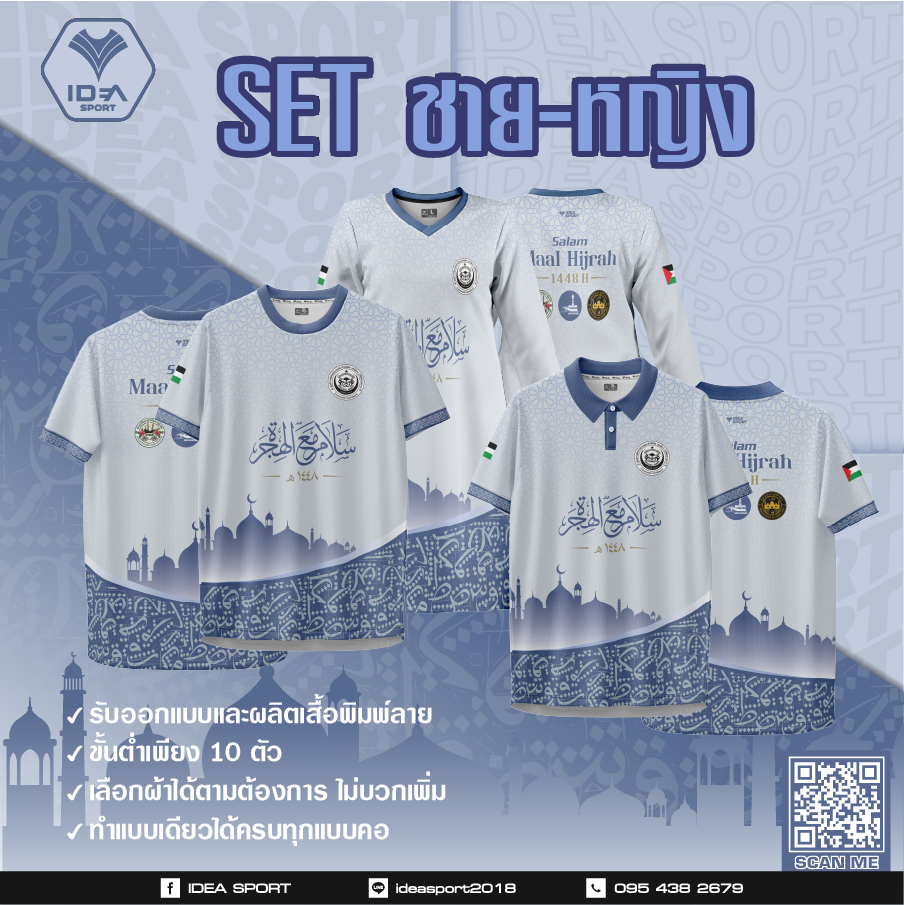 IDEA
SPORT
SET ชาย-หญิง
IDEA SPORT
Salam
Maal Hijrah
1448 H
سلام مع الهجرة
١٤٤٨ هـ
سلام مع الهجرة
١٤٤٨ هـ
Salam
Hijrah
H
✓ รับออกแบบและผลิตเสื้อพิมพ์ลาย
✓ ขั้นต่ำเพียง 10 ตัว
✓ เลือกผ้าได้ตามต้องการ ไม่บวกเพิ่ม
✓ ทำแบบเดียวได้ครบทุกแบบคอ
SCAN ME
IDEA SPORT
ideasport2018
095 438 2679